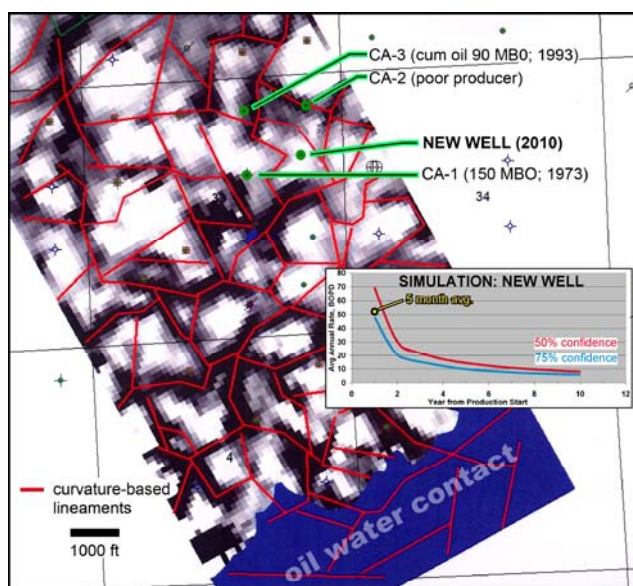 CA-3 (cum oil 90 MB0; 1993)
CA-2 (poor producer)
NEW WELL (2010)
CA-1 (150 MBO; 1973)
34
SIMULATION: NEW WELL
80
70
60
50
40
30
20
10
0
Avg Annual Rate, BOPD
5 month avg.
50% confidence
75% confidence
0
2
4
6
8
10
12
Year from Production Start
4
curvature-based
lineaments
1000 ft
oil water contact